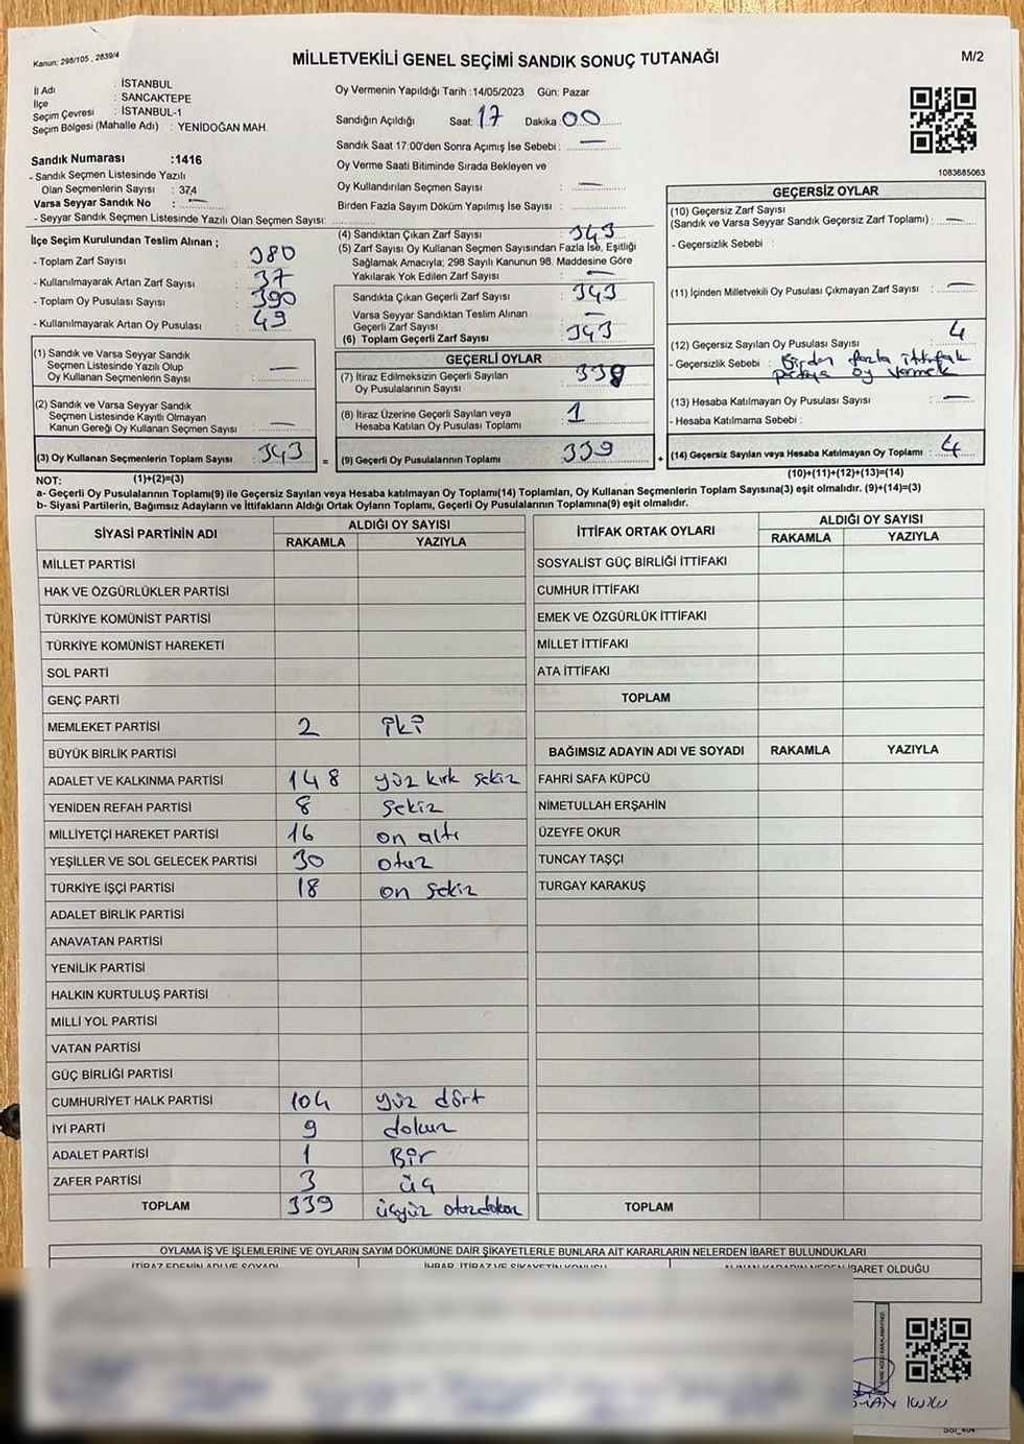 Kanun: 298/105, 2839/4
MİLLETVEKİLİ GENEL SEÇİMİ SANDIK SONUÇ TUTANAĞI
M/2
İl Adı : İSTANBUL
İlçe : SANCAKTEPE
Seçim Çevresi : İSTANBUL-1
Seçim Bölgesi (Mahalle Adı) : YENİDOĞAN MAH.
Sandık Numarası :1416
- Sandık Seçmen Listesinde Yazılı
Olan Seçmenlerin Sayısı : 374
Varsa Seyyar Sandık No : —
- Seyyar Sandık Seçmen Listesinde Yazılı Olan Seçmen Sayısı:
Oy Vermenin Yapıldığı Tarih :14/05/2023 Gün: Pazar
Sandığın Açıldığı Saat: 17 Dakika: 00
Sandık Saat 17:00'den Sonra Açımış İse Sebebi : —
Oy Verme Saati Bitiminde Sırada Bekleyen ve
Oy Kullandırılan Seçmen Sayısı : —
Birden Fazla Sayım Döküm Yapılmış İse Sayısı :
1083685063
İlçe Seçim Kurulundan Teslim Alınan ;
- Toplam Zarf Sayısı : 380
- Kullanılmayarak Artan Zarf Sayısı : 37
- Toplam Oy Pusulası Sayısı : 390
- Kullanılmayarak Artan Oy Pusulası : 49
(1) Sandık ve Varsa Seyyar Sandık
Seçmen Listesinde Yazılı Olup
Oy Kullanan Seçmenlerin Sayısı : —
(2) Sandık ve Varsa Seyyar Sandık
Seçmen Listesinde Kayıtlı Olmayan
Kanun Gereği Oy Kullanan Seçmen Sayısı : —
(3) Oy Kullanan Seçmenlerin Toplam Sayısı : 343
(1)+(2)=(3)
(4) Sandıktan Çıkan Zarf Sayısı : 343
(5) Zarf Sayısı Oy Kullanan Seçmen Sayısından Fazla İse, Eşitliği
Sağlamak Amacıyla; 298 Sayılı Kanunun 98. Maddesine Göre
Yakılarak Yok Edilen Zarf Sayısı : —
Sandıkta Çıkan Geçerli Zarf Sayısı : 343
Varsa Seyyar Sandıktan Teslim Alınan
Geçerli Zarf Sayısı : —
(6) Toplam Geçerli Zarf Sayısı : 343
GEÇERLİ OYLAR
(7) İtiraz Edilmeksizin Geçerli Sayılan
Oy Pusulalarının Sayısı : 338
(8) İtiraz Üzerine Geçerli Sayılan veya
Hesaba Katılan Oy Pusulası Toplamı : 1
= (9) Geçerli Oy Pusulalarının Toplamı : 339
GEÇERSİZ OYLAR
(10) Geçersiz Zarf Sayısı
(Sandık ve Varsa Seyyar Sandık Geçersiz Zarf Toplamı) : —
- Geçersizlik Sebebi :
(11) İçinden Milletvekili Oy Pusulası Çıkmayan Zarf Sayısı : —
(12) Geçersiz Sayılan Oy Pusulası Sayısı : 4
- Geçersizlik Sebebi : Birden fazla ittifak
partiye oy vermek
(13) Hesaba Katılmayan Oy Pusulası Sayısı : —
- Hesaba Katılmama Sebebi :
+ (14) Geçersiz Sayılan veya Hesaba Katılmayan Oy Toplamı : 4
(10)+(11)+(12)+(13)=(14)
NOT:
a- Geçerli Oy Pusulalarının Toplamı(9) ile Geçersiz Sayılan veya Hesaba katılmayan Oy Toplamı(14) Toplamları, Oy Kullanan Seçmenlerin Toplam Sayısına(3) eşit olmalıdır. (9)+(14)=(3)
b- Siyasi Partilerin, Bağımsız Adayların ve İttifakların Aldığı Ortak Oyların Toplamı, Geçerli Oy Pusulalarının Toplamına(9) eşit olmalıdır.
SİYASİ PARTİNİN ADI ALDIĞI OY SAYISI
RAKAMLA YAZIYLA
MİLLET PARTİSİ
HAK VE ÖZGÜRLÜKLER PARTİSİ
TÜRKİYE KOMÜNİST PARTİSİ
TÜRKİYE KOMÜNİST HAREKETİ
SOL PARTİ
GENÇ PARTİ
MEMLEKET PARTİSİ 2 iki
BÜYÜK BİRLİK PARTİSİ
ADALET VE KALKINMA PARTİSİ 148 yüz kırk sekiz
YENİDEN REFAH PARTİSİ 8 sekiz
MİLLİYETÇİ HAREKET PARTİSİ 16 on altı
YEŞİLLER VE SOL GELECEK PARTİSİ 30 otuz
TÜRKİYE İŞÇİ PARTİSİ 18 on sekiz
ADALET BİRLİK PARTİSİ
ANAVATAN PARTİSİ
YENİLİK PARTİSİ
HALKIN KURTULUŞ PARTİSİ
MİLLİ YOL PARTİSİ
VATAN PARTİSİ
GÜÇ BİRLİĞİ PARTİSİ
CUMHURİYET HALK PARTİSİ 104 yüz dört
İYİ PARTİ 9 dokuz
ADALET PARTİSİ 1 Bir
ZAFER PARTİSİ 3 üç
TOPLAM 339 üçyüz otuzdokuz
İTTİFAK ORTAK OYLARI ALDIĞI OY SAYISI
RAKAMLA YAZIYLA
SOSYALİST GÜÇ BİRLİĞİ İTTİFAKI
CUMHUR İTTİFAKI
EMEK VE ÖZGÜRLÜK İTTİFAKI
MİLLET İTTİFAKI
ATA İTTİFAKI
TOPLAM
BAĞIMSIZ ADAYIN ADI VE SOYADI RAKAMLA YAZIYLA
FAHRİ SAFA KÜPCÜ
NİMETULLAH ERŞAHİN
ÜZEYFE OKUR
TUNCAY TAŞÇI
TURGAY KARAKUŞ
TOPLAM
OYLAMA İŞ VE İŞLEMLERİNE VE OYLARIN SAYIM DÖKÜMÜNE DAİR ŞİKAYETLERLE BUNLARA AİT KARARLARIN NELERDEN İBARET BULUNDUKLARI
İTİRAZ EDENİN ADI VE SOYADI İHBAR, İTİRAZ VE ŞİKAYETİN KONUSU ALINAN KARARIN NEDEN İBARET OLDUĞU